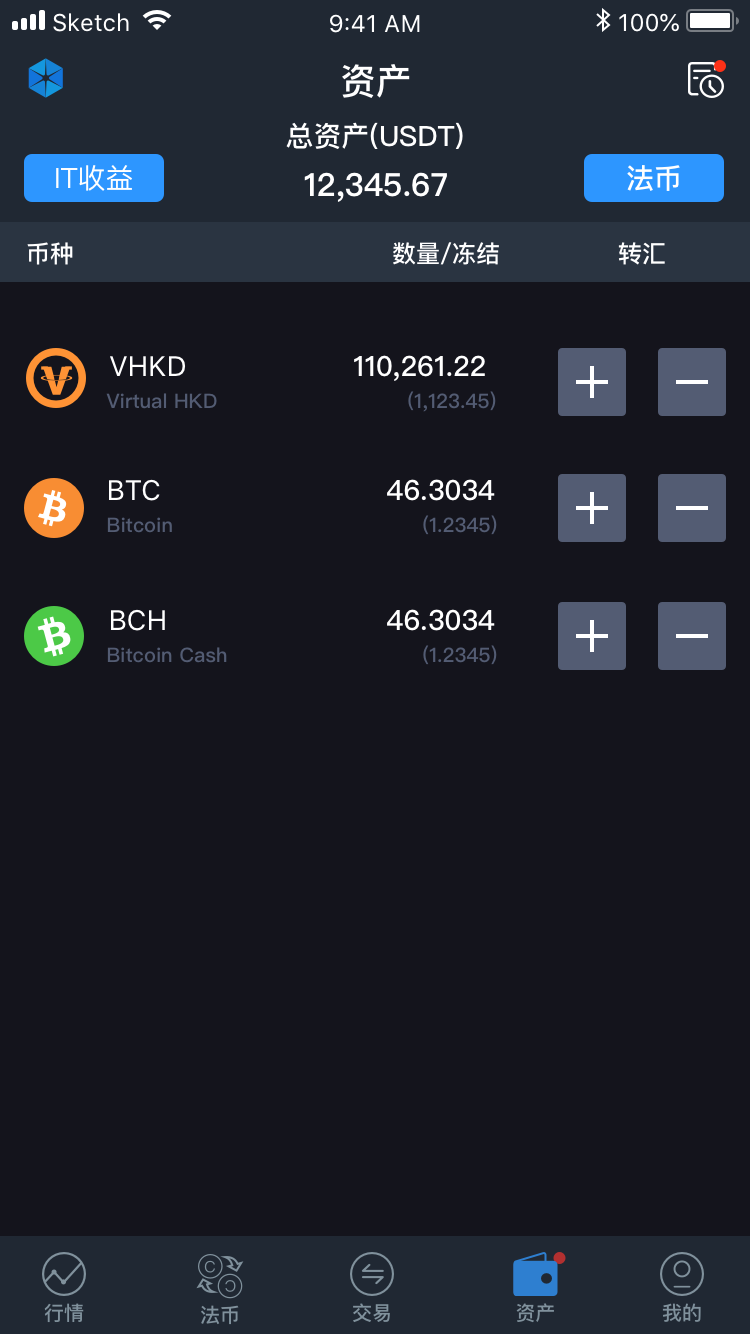 Sketch 9:41 AM 100%
资产
总资产(USDT)
IT收益 12,345.67 法币
币种 数量/冻结 转汇
VHKD 110,261.22
Virtual HKD (1,123.45)
BTC 46.3034
Bitcoin (1.2345)
BCH 46.3034
Bitcoin Cash (1.2345)
行情 法币 交易 资产 我的